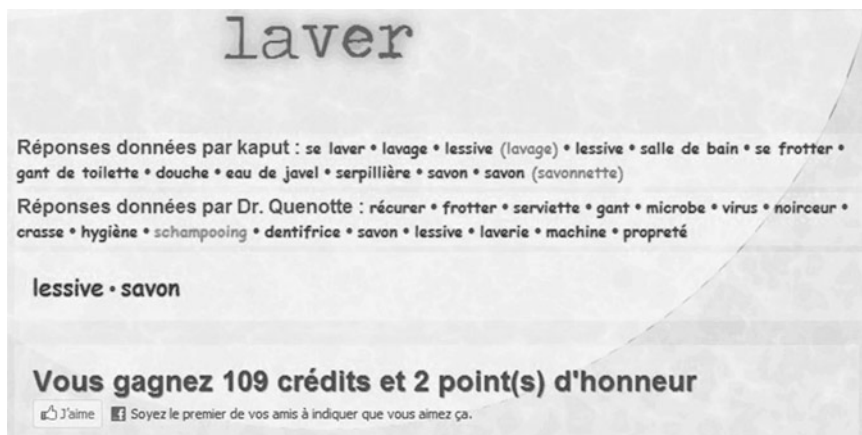 laver
Réponses données par kaput : se laver • lavage • lessive (lavage) • lessive • salle de bain • se frotter •
gant de toilette • douche • eau de javel • serpillière • savon • savon (savonnette)
Réponses données par Dr. Quenotte : récurer • frotter • serviette • gant • microbe • virus • noirceur •
crasse • hygiène • schampooing • dentifrice • savon • lessive • laverie • machine • propreté
lessive • savon
Vous gagnez 109 crédits et 2 point(s) d'honneur
J'aime Soyez le premier de vos amis à indiquer que vous aimez ça.